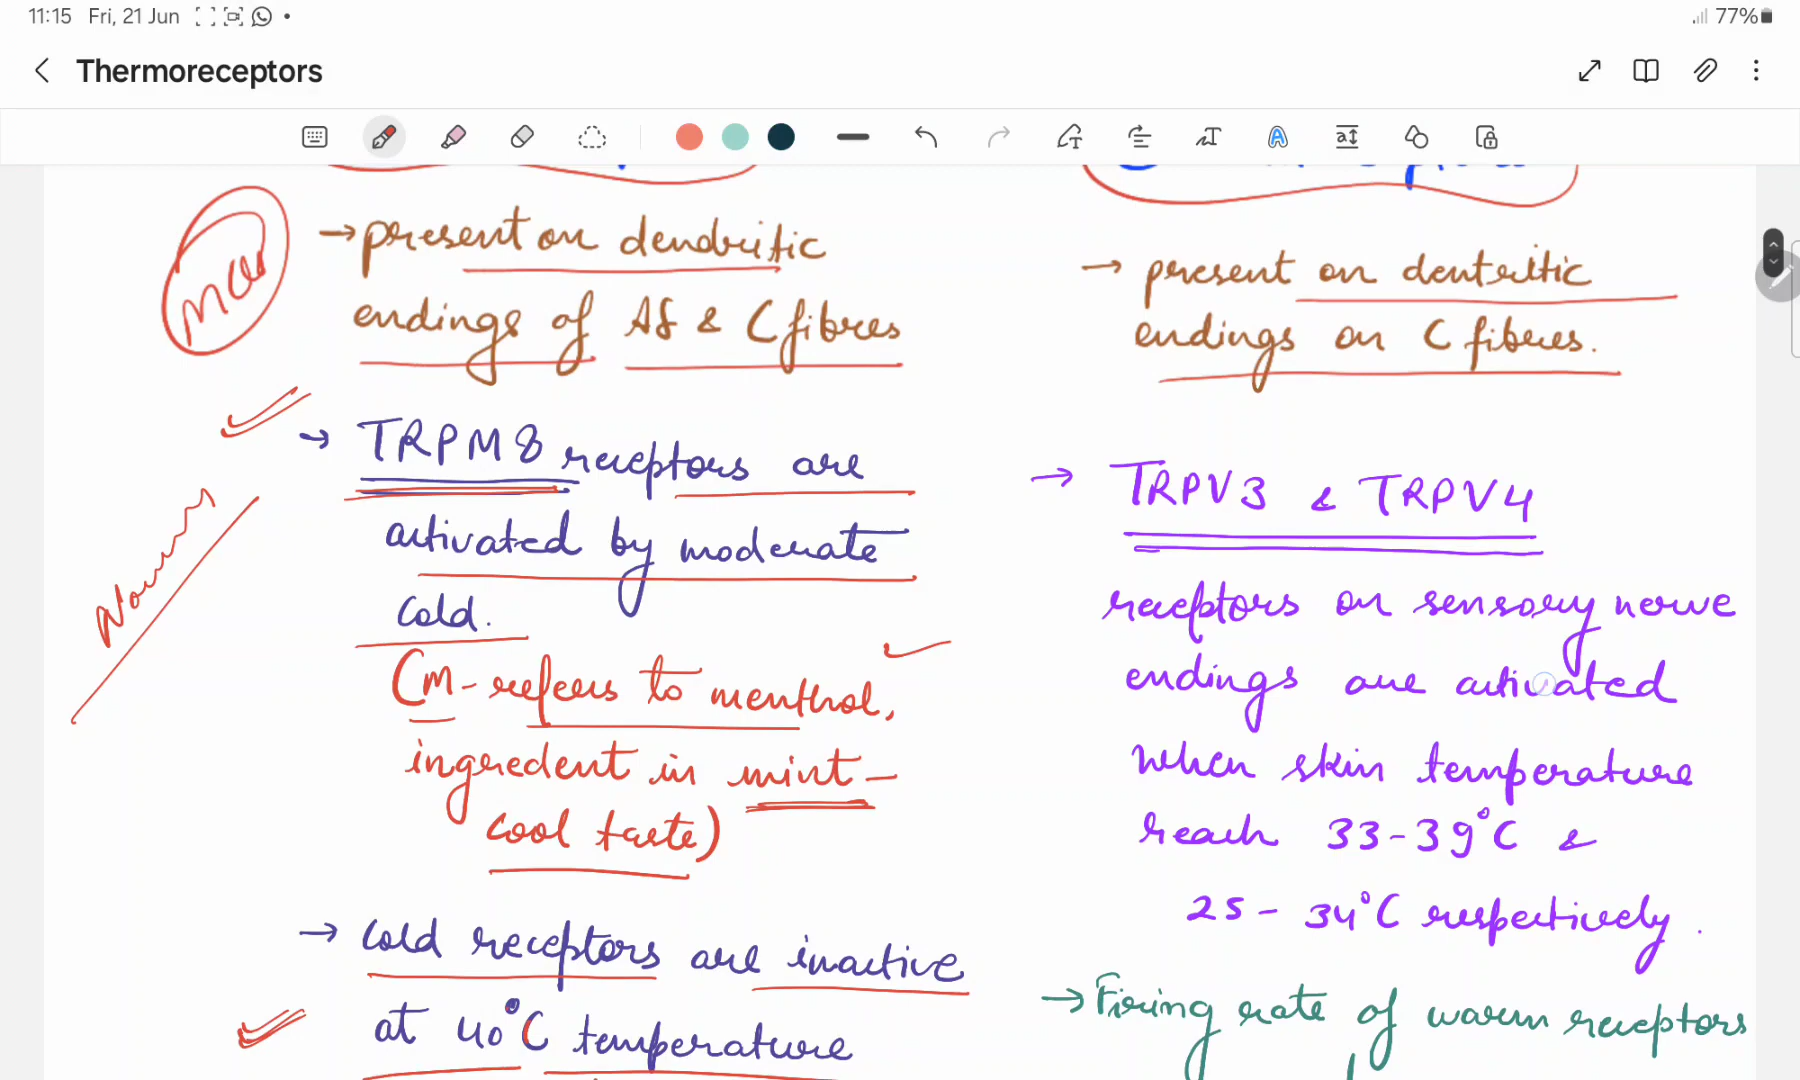 11:15 Fri, 21 Jun
77%
Thermoreceptors
MCQ
→ present on dendritic
endings of Aδ & C fibres
→ TRPM8 receptors are
activated by moderate
cold.
(M- refers to menthol,
ingredent in mint –
cool taste)
→ cold receptors are inactive
at 40°C temperature
→ present on dentritic
endings on C fibres.
→ TRPV3 & TRPV4
receptors on sensory nerve
endings are activated
when skin temperature
reach 33-39°C &
25 - 34°C respectively.
→ Firing rate of warm receptors